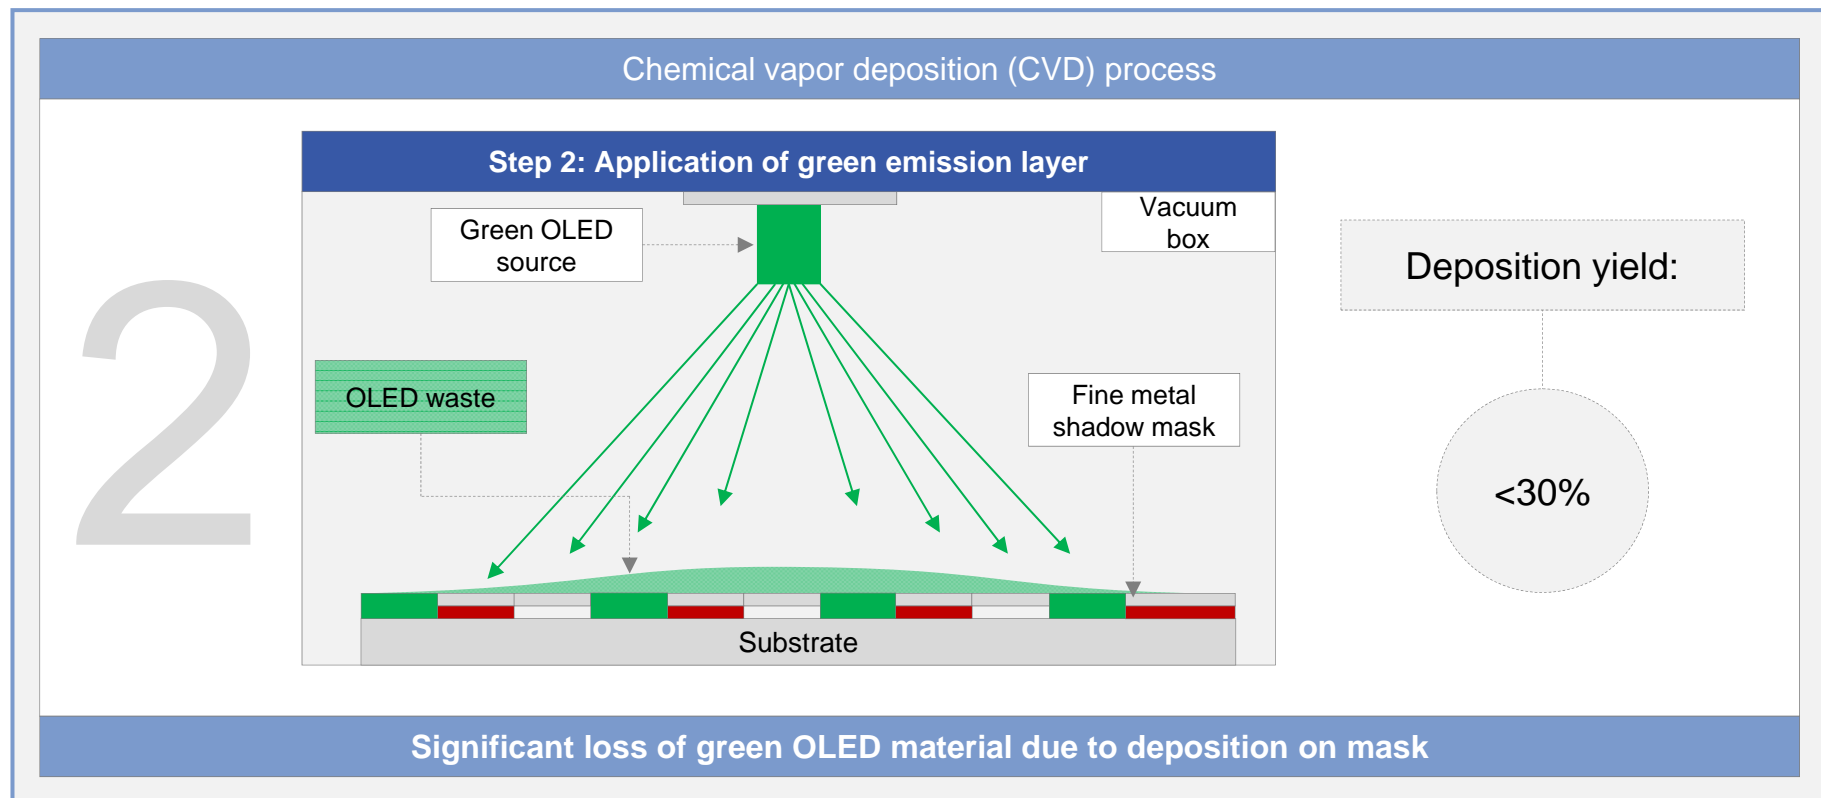 Chemical vapor deposition (CVD) process
2
Step 2: Application of green emission layer
Green OLED
source
Vacuum
box
Deposition yield:
OLED waste
Fine metal
shadow mask
<30%
Substrate
Significant loss of green OLED material due to deposition on mask